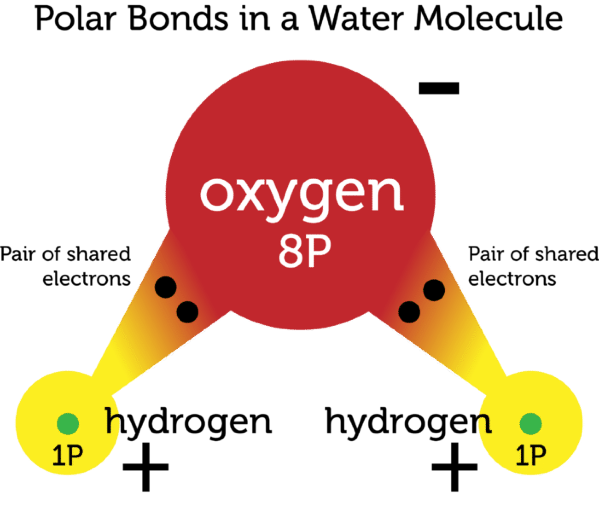 Polar Bonds in a Water Molecule
−
oxygen
8P
Pair of shared
electrons
Pair of shared
electrons
hydrogen
1P
+
hydrogen
1P
+